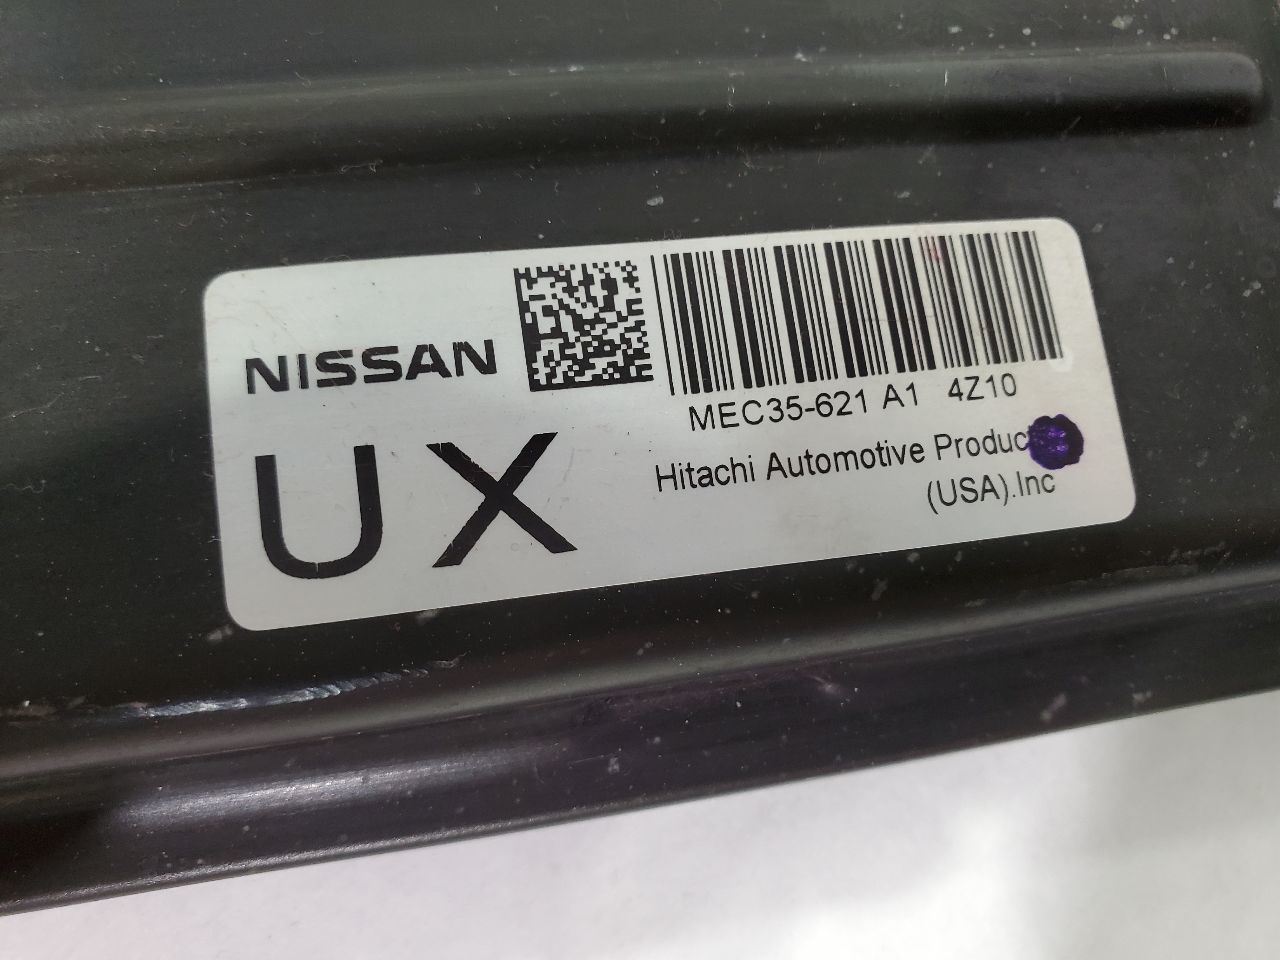 NISSAN
UX
MEC35-621 A1 4Z10
Hitachi Automotive Produc
(USA).Inc